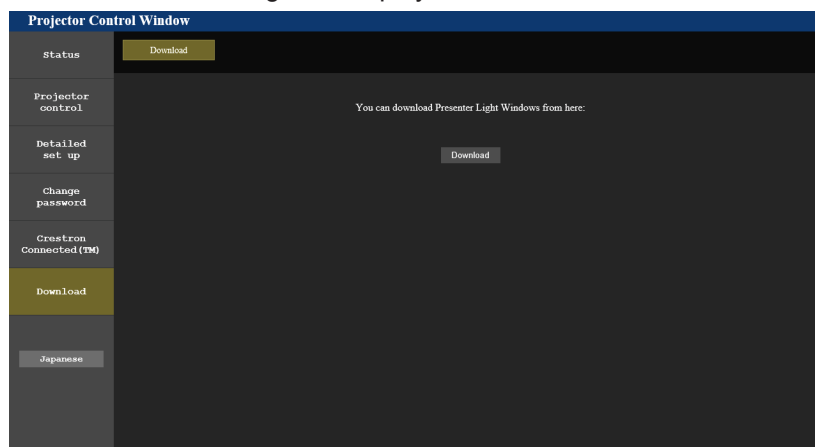 Projector Control Window
Status
Download
Projector
control
You can download Presenter Light Windows from here:
Detailed
set up
Download
Change
password
Crestron
Connected(TM)
Download
Japanese